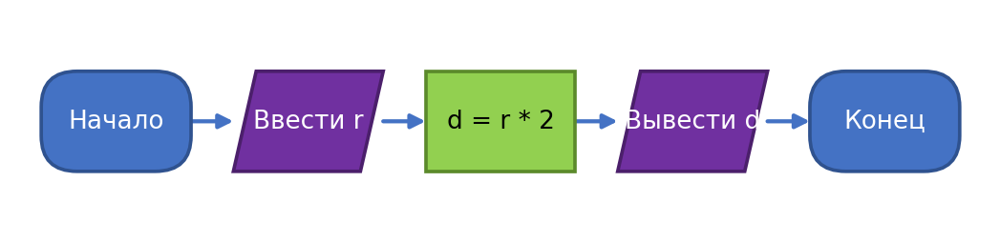 Начало
Ввести r
d = r * 2
Вывести d
Конец